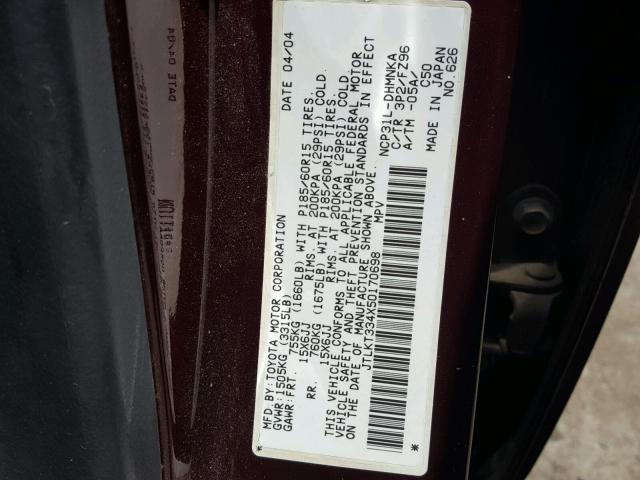 MFD.BY:TOYOTA MOTOR CORPORATION DATE 04/04
GVWR:1505KG (3315LB)
GAWR:FRT. 755KG (1660LB) WITH P185/60R15 TIRES.
15X6JJ RIMS. AT 200KPA (29PSI) COLD.
RR. 760KG (1675LB) WITH P185/60R15 TIRES.
15X6JJ RIMS. AT 200KPA (29PSI) COLD.
THIS VEHICLE CONFORMS TO ALL APPLICABLE FEDERAL MOTOR
VEHICLE SAFETY AND THEFT PREVENTION STANDARDS IN EFFECT
ON THE DATE OF MANUFACTURE SHOWN ABOVE.
JTLKT334X50170698 MPV
NCP31L-DHMNKA
C/TR 3P2/FZ96
A/TM -05A/
C50
MADE IN JAPAN
NO.626